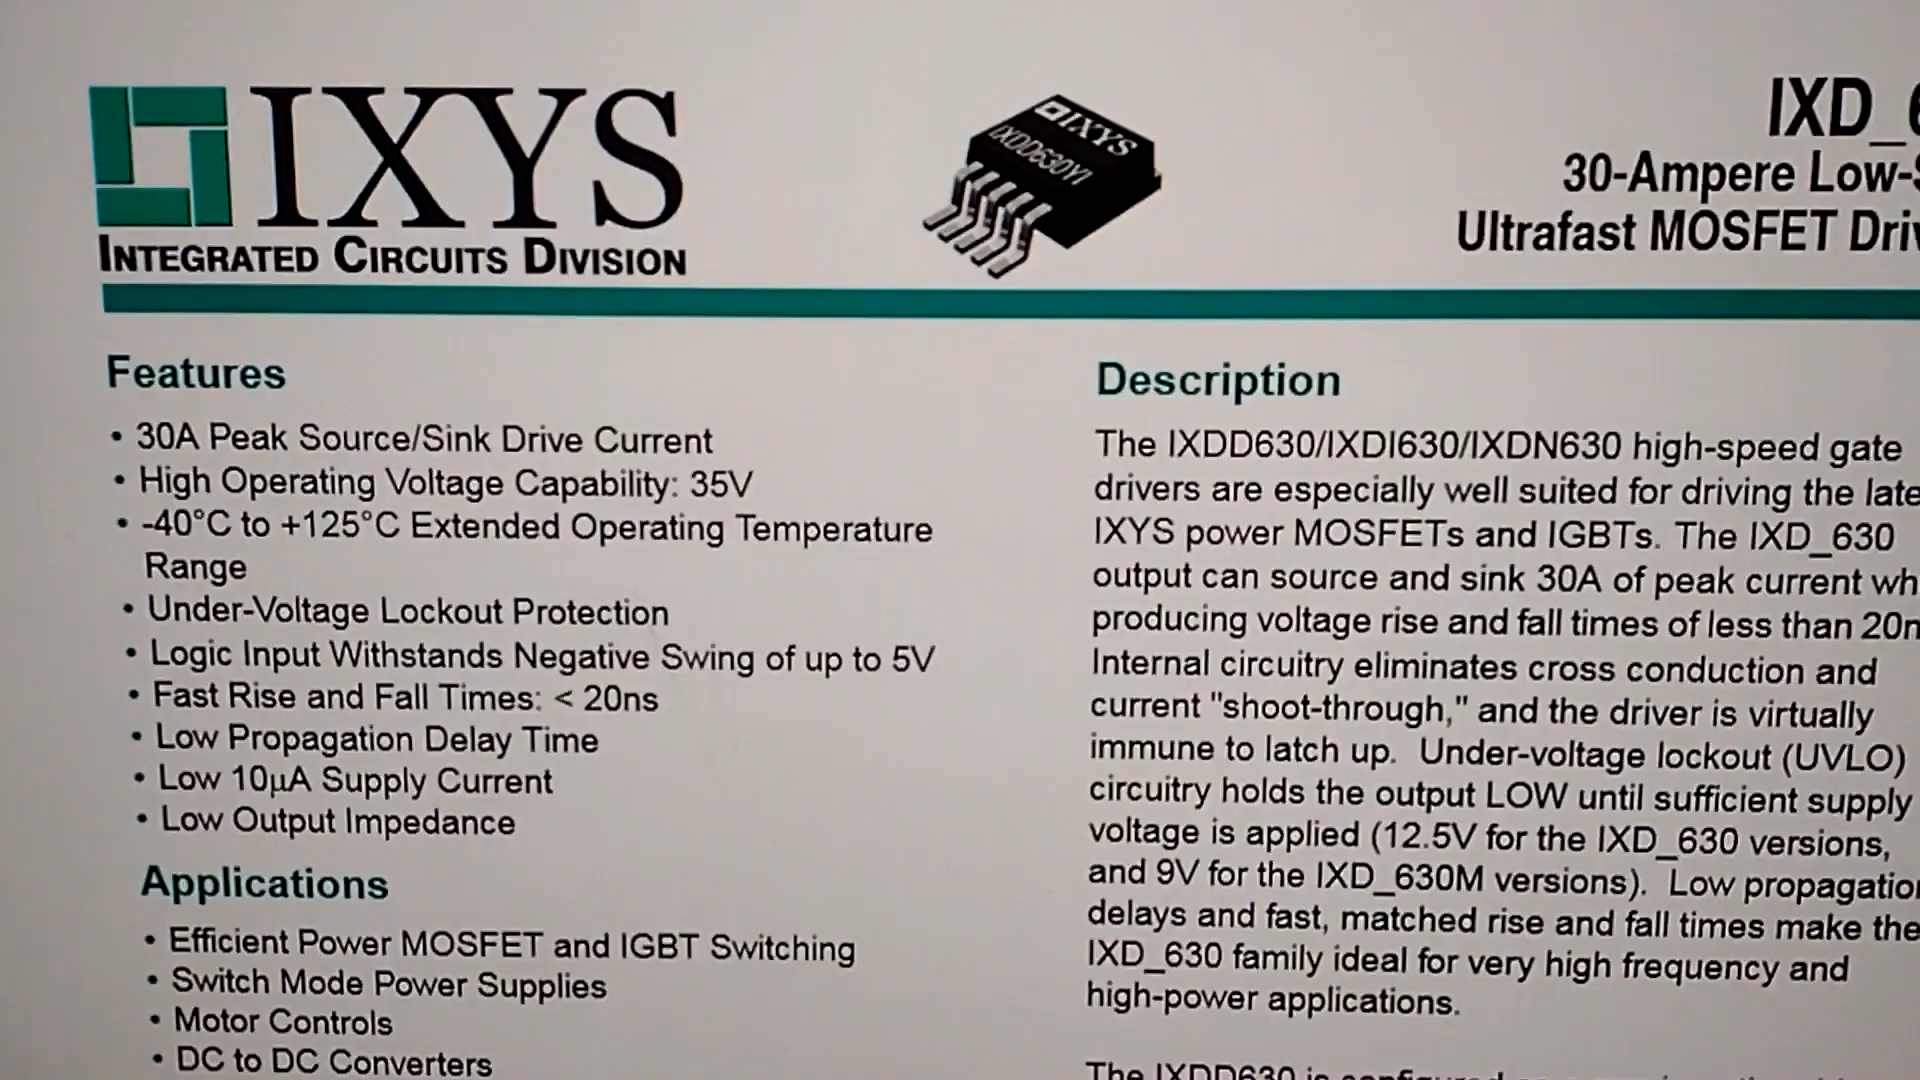 IXYS
INTEGRATED CIRCUITS DIVISION
IXYS
IXDD630YI
IXD_6
30-Ampere Low-S
Ultrafast MOSFET Driv
Features
• 30A Peak Source/Sink Drive Current
• High Operating Voltage Capability: 35V
• -40°C to +125°C Extended Operating Temperature
Range
• Under-Voltage Lockout Protection
• Logic Input Withstands Negative Swing of up to 5V
• Fast Rise and Fall Times: < 20ns
• Low Propagation Delay Time
• Low 10µA Supply Current
• Low Output Impedance
Applications
• Efficient Power MOSFET and IGBT Switching
• Switch Mode Power Supplies
• Motor Controls
• DC to DC Converters
Description
The IXDD630/IXDI630/IXDN630 high-speed gate
drivers are especially well suited for driving the late
IXYS power MOSFETs and IGBTs. The IXD_630
output can source and sink 30A of peak current wh
producing voltage rise and fall times of less than 20n
Internal circuitry eliminates cross conduction and
current "shoot-through," and the driver is virtually
immune to latch up. Under-voltage lockout (UVLO)
circuitry holds the output LOW until sufficient supply
voltage is applied (12.5V for the IXD_630 versions,
and 9V for the IXD_630M versions). Low propagation
delays and fast, matched rise and fall times make the
IXD_630 family ideal for very high frequency and
high-power applications.
The IXDD630 is configured